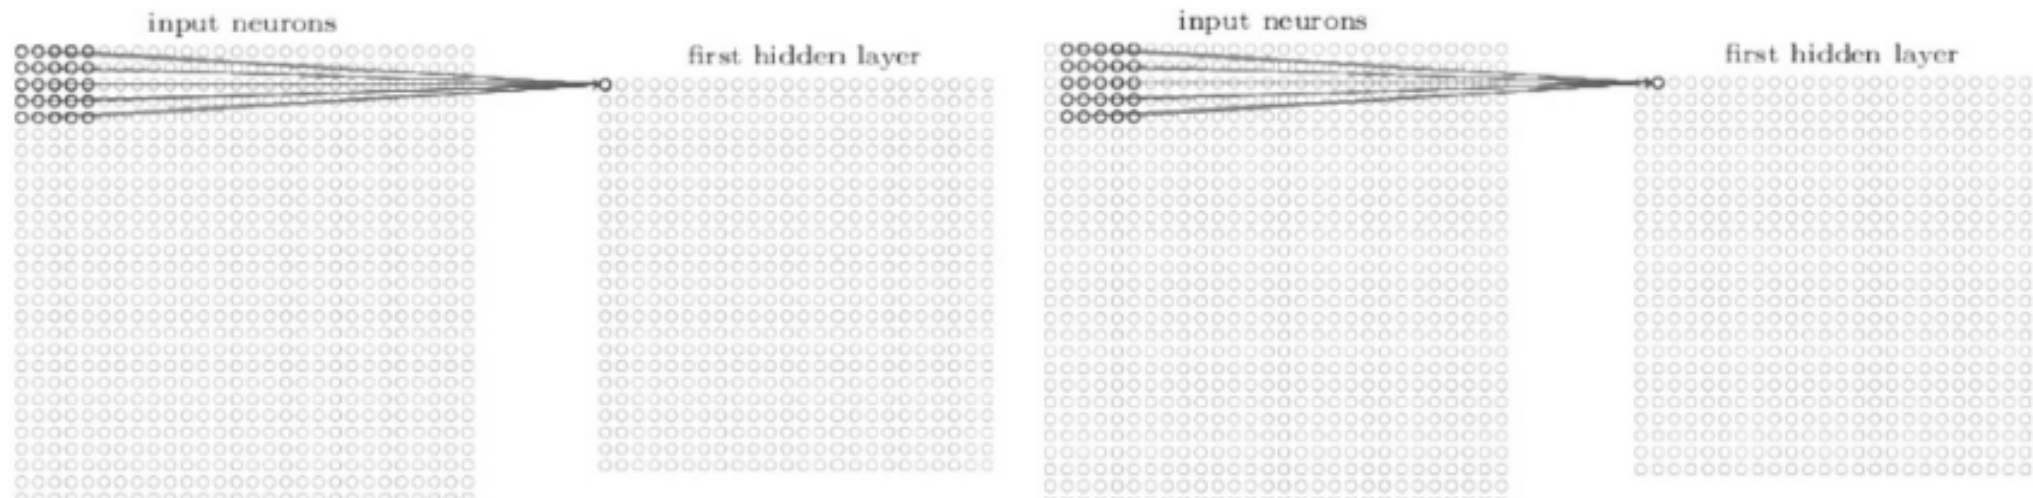 input neurons
first hidden layer
input neurons
first hidden layer